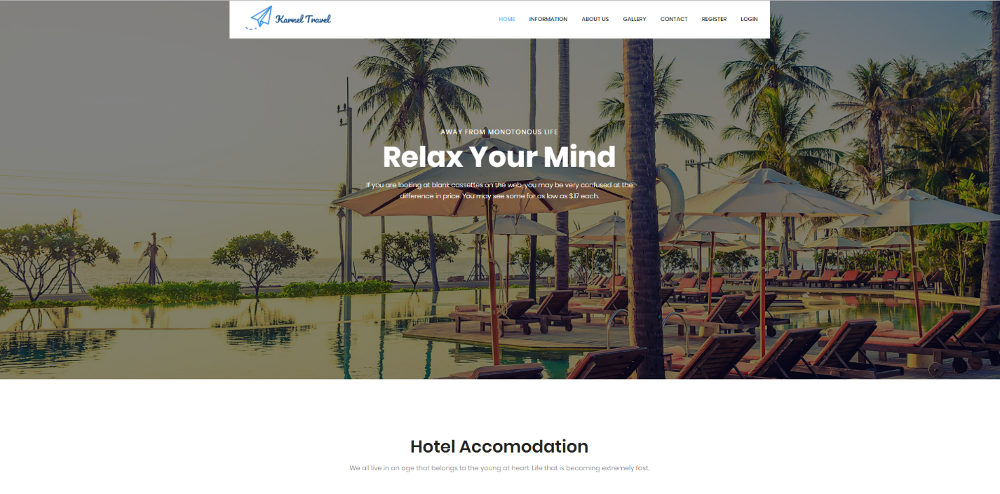 Karnel Travel
HOME INFORMATION ABOUT US GALLERY CONTACT REGISTER LOGIN
AWAY FROM MONOTONOUS LIFE
Relax Your Mind
If you are looking at blank cassettes on the web, you may be very confused at the
difference in price. You may see some for as low as $.17 each.
Hotel Accomodation
We all live in an age that belongs to the young at heart. Life that is becoming extremely fast,